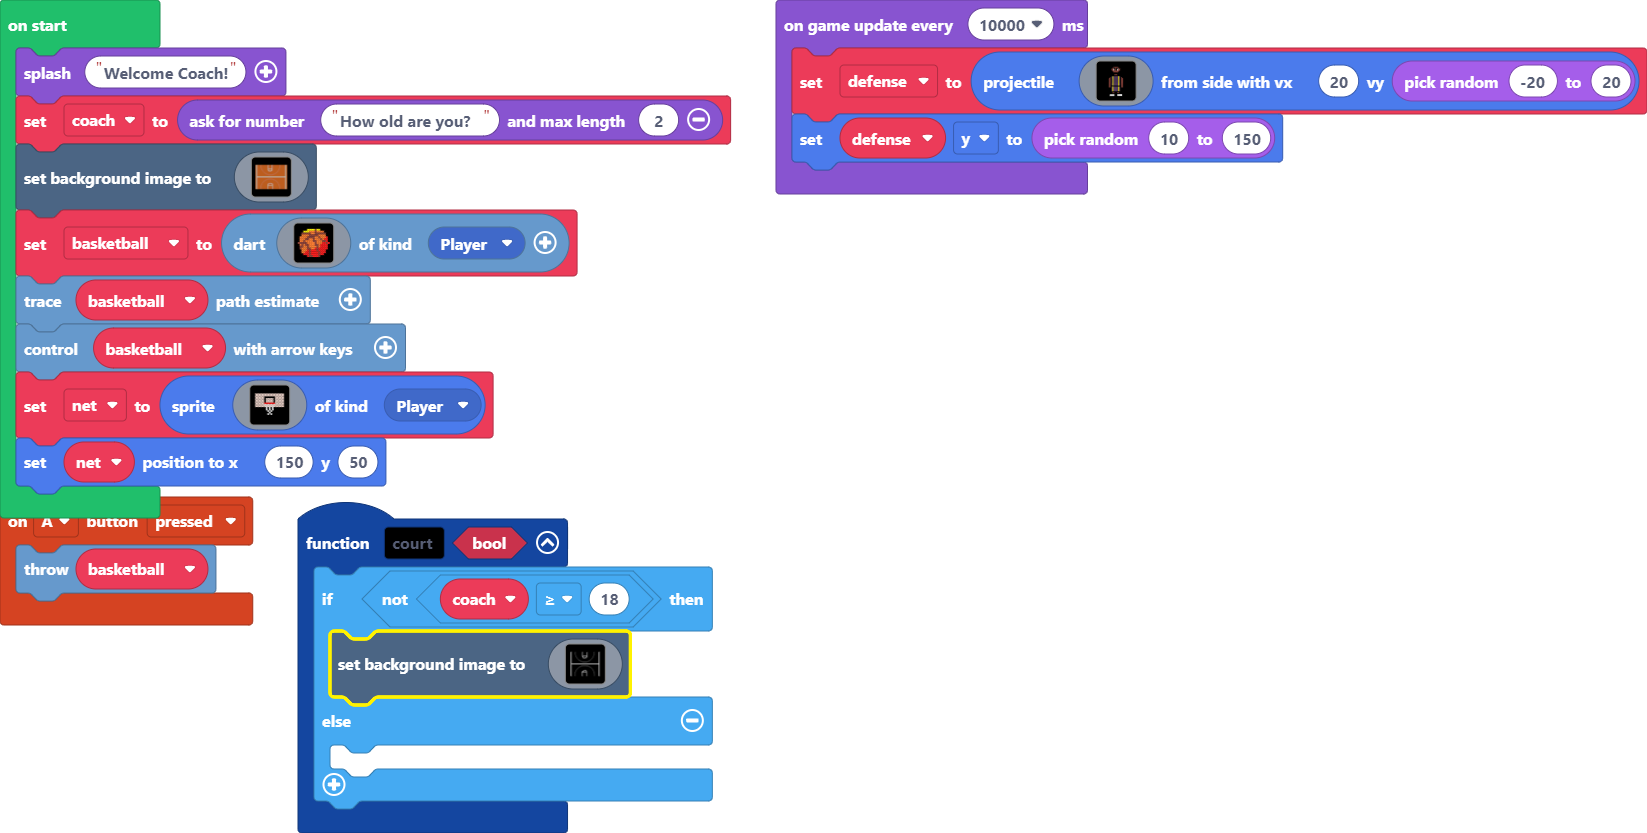 on start
splash "Welcome Coach!"
set coach to ask for number "How old are you? " and max length 2
set background image to
set basketball to dart of kind Player
trace basketball path estimate
control basketball with arrow keys
set net to sprite of kind Player
set net position to x 150 y 50
on A button pressed
throw basketball
function court bool
if not coach ≥ 18 then
set background image to
else
on game update every 10000 ms
set defense to projectile from side with vx 20 vy pick random -20 to 20
set defense y to pick random 10 to 150